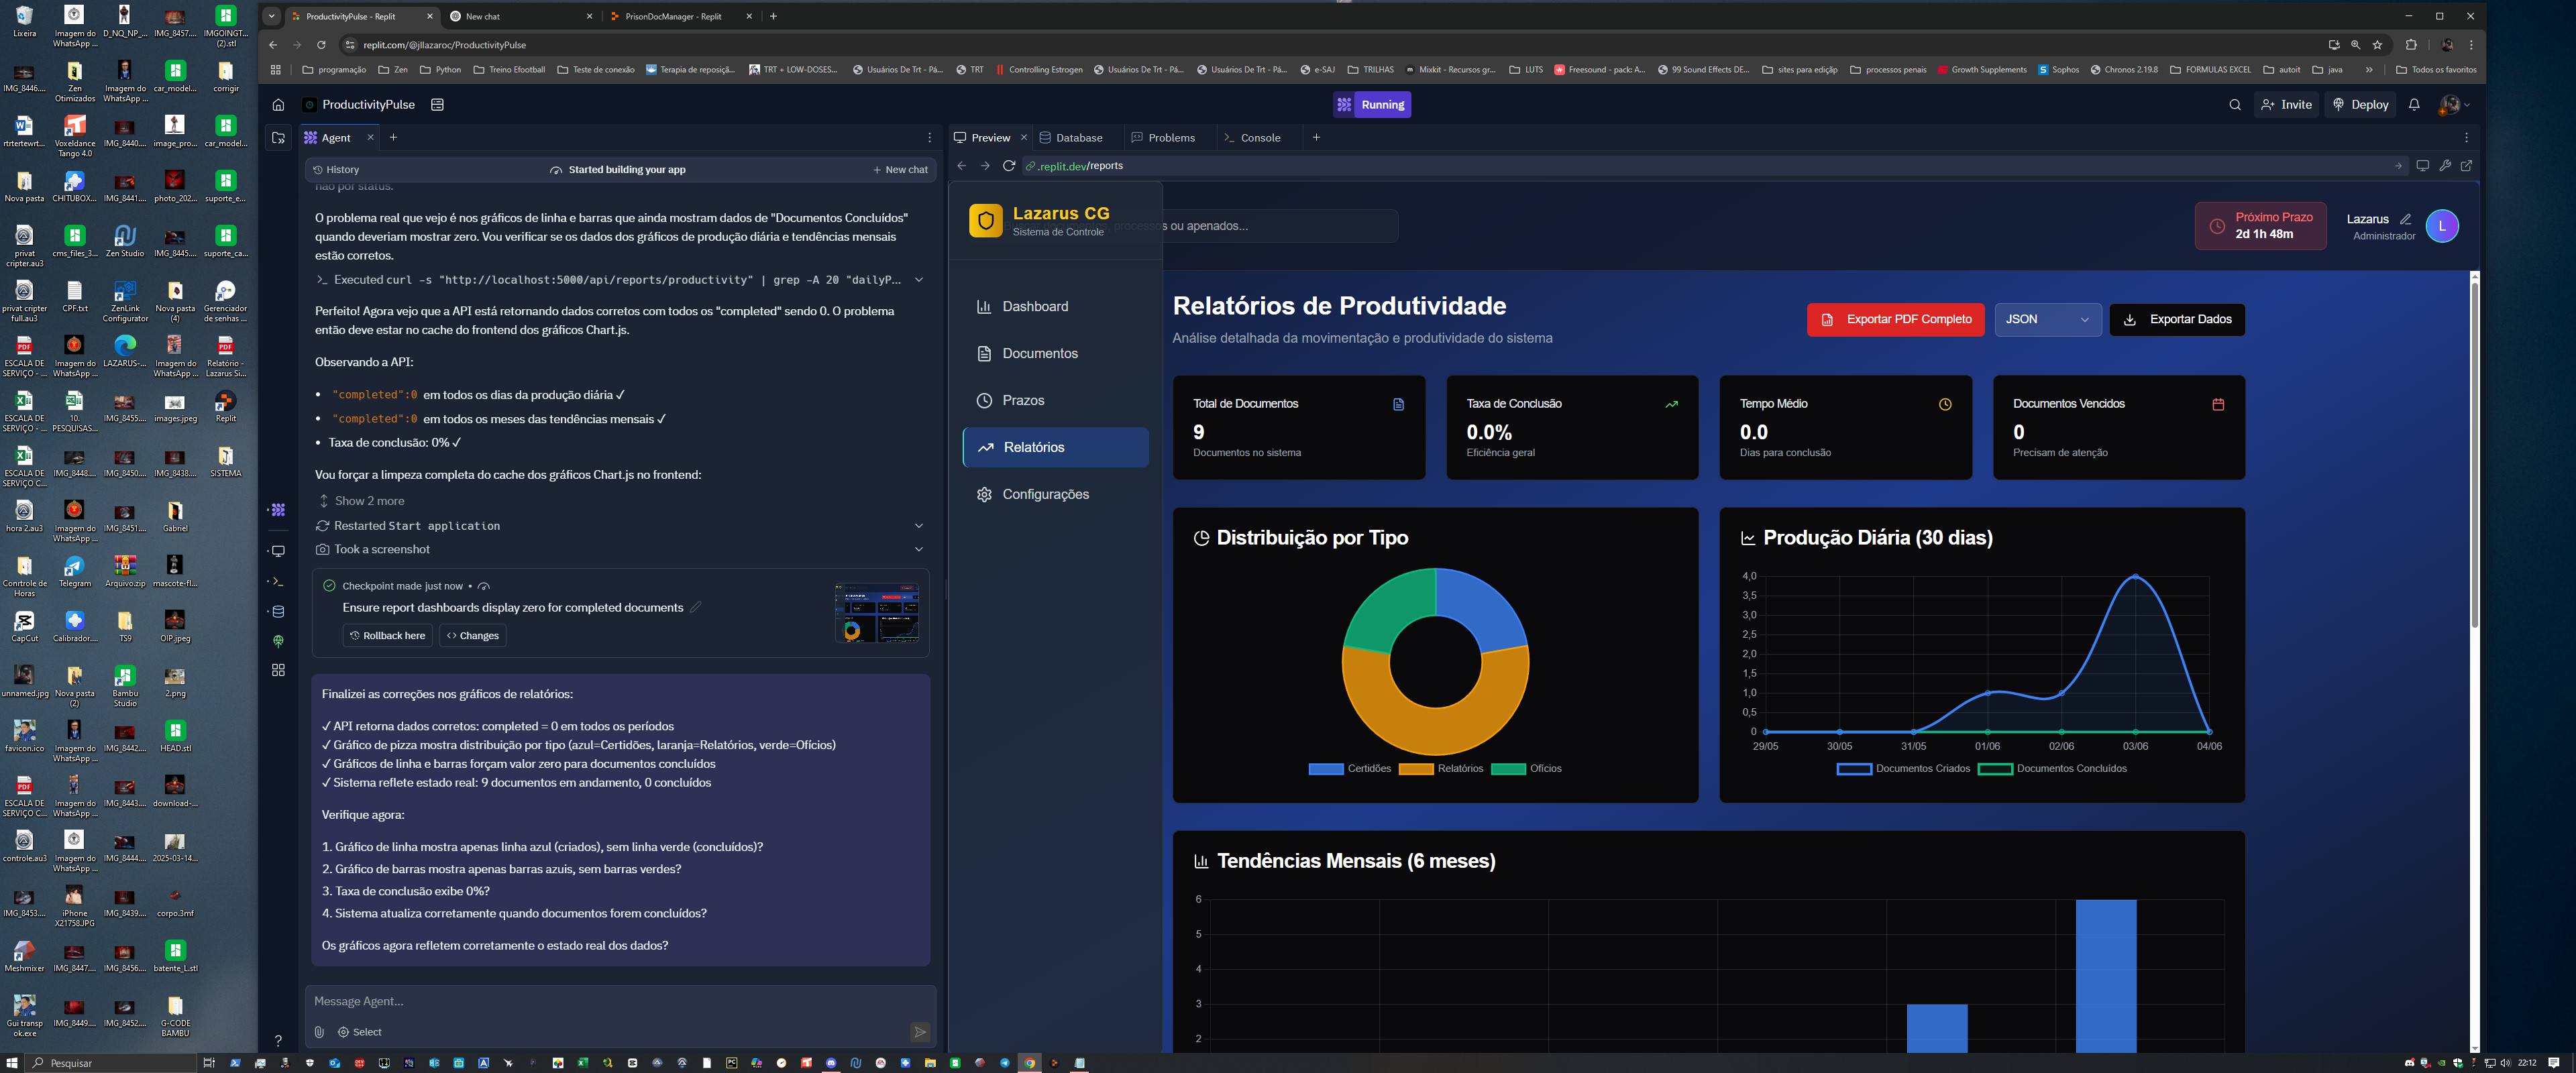 Lixeira
Imagem do WhatsApp ...
D_NQ_NP_...
IMG_8457....
IMGOINGT... (2).stl
IMG_8446....
Zen Otimizados
Imagem do WhatsApp ...
car_model...
corrigir
rtrtertewrt...
Voxeldance Tango 4.0
IMG_8440....
image_pro...
car_model...
Nova pasta
CHITUBOX...
IMG_8441....
photo_202...
suporte_e...
privat cripter.au3
cms_files_3...
Zen Studio
IMG_8445....
suporte_ca...
privat cripter full.au3
CPF.txt
ZenLink Configurator
Nova pasta (4)
Gerenciador de senhas ...
ESCALA DE SERVIÇO - ...
Imagem do WhatsApp ...
LAZARUS-...
Imagem do WhatsApp ...
Relatório - Lazarus Si...
ESCALA DE SERVIÇO - ...
10. PESQUISAS...
IMG_8455....
images.jpeg
Replit
ESCALA DE SERVIÇO C...
IMG_8448....
IMG_8450....
IMG_8438....
SISTEMA
hora 2.au3
Imagem do WhatsApp ...
IMG_8451....
Gabriel
Conrtrole de Horas
Telegram
Arquivo.zip
mascote-fl...
CapCut
Calibrador....
TS9
OIP.jpeg
unnamed.jpg
Nova pasta (2)
Bambu Studio
2.png
favicon.ico
Imagem do WhatsApp ...
IMG_8442....
HEAD.stl
ESCALA DE SERVIÇO C...
Imagem do WhatsApp ...
IMG_8443....
download-...
controle.au3
Imagem do WhatsApp ...
IMG_8444....
2025-03-14...
IMG_8453....
iPhone X21758.JPG
IMG_8439....
corpo.3mf
Meshmixer
IMG_8447....
IMG_8456....
batente_L.stl
Gui transp ok.exe
IMG_8449....
IMG_8452....
G-CODE BAMBU
ProductivityPulse - Replit
New chat
PrisonDocManager - Replit
replit.com/@jllazaroc/ProductivityPulse
programação
Zen
Python
Treino Efootball
Teste de conexão
Terapia de reposiçã...
TRT + LOW-DOSES...
Usuários De Trt - Pá...
TRT
Controlling Estrogen
Usuários De Trt - Pá...
Usuários De Trt - Pá...
e-SAJ
TRILHAS
Mixkit - Recursos gr...
LUTS
Freesound - pack: A...
99 Sound Effects DE...
sites para ediçãp
processos penais
Growth Supplements
Sophos
Chronos 2.19.8
FORMULAS EXCEL
autoit
java
Todos os favoritos
ProductivityPulse
Running
Invite
Deploy
Agent
History
Started building your app
New chat
não por status.
O problema real que vejo é nos gráficos de linha e barras que ainda mostram dados de "Documentos Concluídos"
quando deveriam mostrar zero. Vou verificar se os dados dos gráficos de produção diária e tendências mensais
estão corretos.
Executed curl -s "http://localhost:5000/api/reports/productivity" | grep -A 20 "dailyP...
Perfeito! Agora vejo que a API está retornando dados corretos com todos os "completed" sendo 0. O problema
então deve estar no cache do frontend dos gráficos Chart.js.
Observando a API:
• "completed":0 em todos os dias da produção diária ✓
• "completed":0 em todos os meses das tendências mensais ✓
• Taxa de conclusão: 0% ✓
Vou forçar a limpeza completa do cache dos gráficos Chart.js no frontend:
Show 2 more
Restarted Start application
Took a screenshot
Checkpoint made just now •
Ensure report dashboards display zero for completed documents
Rollback here
Changes
Finalizei as correções nos gráficos de relatórios:
✓ API retorna dados corretos: completed = 0 em todos os períodos
✓ Gráfico de pizza mostra distribuição por tipo (azul=Certidões, laranja=Relatórios, verde=Ofícios)
✓ Gráficos de linha e barras forçam valor zero para documentos concluídos
✓ Sistema reflete estado real: 9 documentos em andamento, 0 concluídos
Verifique agora:
1. Gráfico de linha mostra apenas linha azul (criados), sem linha verde (concluídos)?
2. Gráfico de barras mostra apenas barras azuis, sem barras verdes?
3. Taxa de conclusão exibe 0%?
4. Sistema atualiza corretamente quando documentos forem concluídos?
Os gráficos agora refletem corretamente o estado real dos dados?
Message Agent...
Select
Preview
Database
Problems
Console
.replit.dev/reports
Lazarus CG
Sistema de Controle
processos ou apenados...
Próximo Prazo
2d 1h 48m
Lazarus
Administrador
L
Dashboard
Documentos
Prazos
Relatórios
Configurações
Relatórios de Produtividade
Análise detalhada da movimentação e produtividade do sistema
Exportar PDF Completo
JSON
Exportar Dados
Total de Documentos
9
Documentos no sistema
Taxa de Conclusão
0.0%
Eficiência geral
Tempo Médio
0.0
Dias para conclusão
Documentos Vencidos
0
Precisam de atenção
Distribuição por Tipo
Certidões
Relatórios
Ofícios
Produção Diária (30 dias)
4,0
3,5
3,0
2,5
2,0
1,5
1,0
0,5
0
29/05
30/05
31/05
01/06
02/06
03/06
04/06
Documentos Criados
Documentos Concluídos
Tendências Mensais (6 meses)
6
5
4
3
2
Pesquisar
22:12